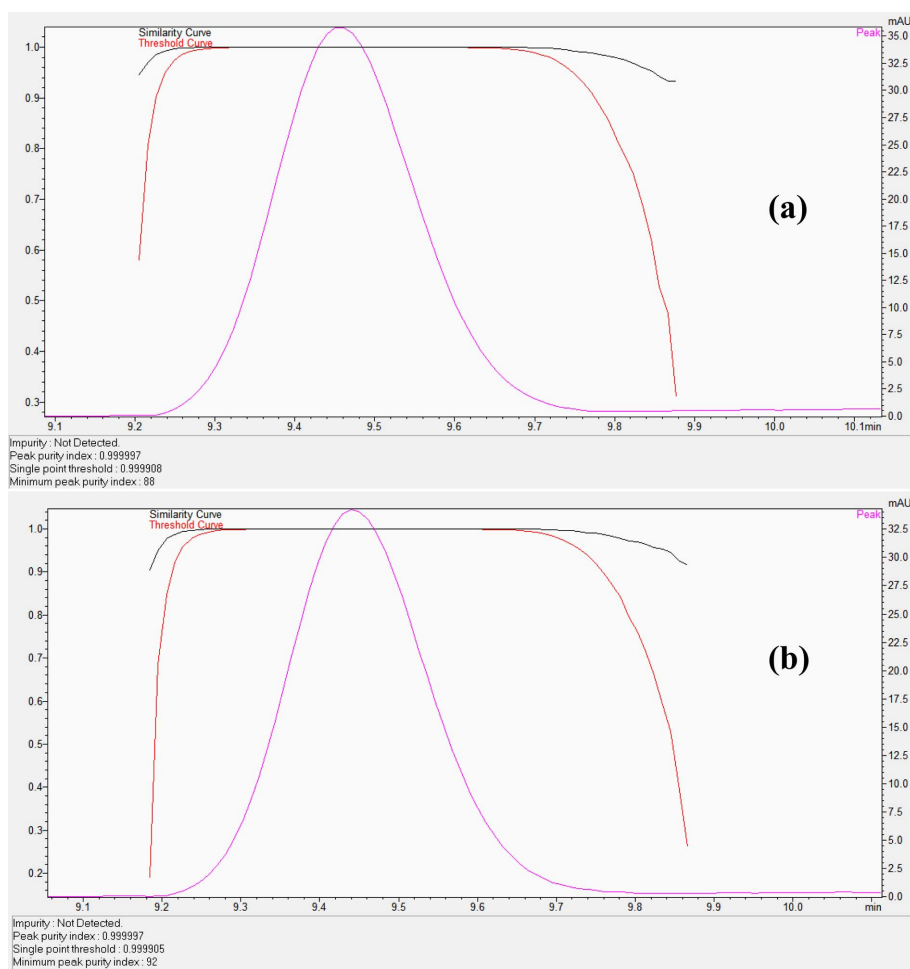 mAU
Similarity Curve
Threshold Curve
Peak
1.0
0.9
0.8
0.7
0.6
0.5
0.4
0.3
35.0
32.5
30.0
27.5
25.0
22.5
20.0
17.5
15.0
12.5
10.0
7.5
5.0
2.5
0.0
(a)
9.1 9.2 9.3 9.4 9.5 9.6 9.7 9.8 9.9 10.0 10.1min
Impurity : Not Detected.
Peak purity index : 0.999997
Single point threshold : 0.999908
Minimum peak purity index : 88
mAU
Similarity Curve
Threshold Curve
Peak
1.0
0.9
0.8
0.7
0.6
0.5
0.4
0.3
0.2
32.5
30.0
27.5
25.0
22.5
20.0
17.5
15.0
12.5
10.0
7.5
5.0
2.5
0.0
(b)
9.1 9.2 9.3 9.4 9.5 9.6 9.7 9.8 9.9 10.0 min
Impurity : Not Detected.
Peak purity index : 0.999997
Single point threshold : 0.999905
Minimum peak purity index : 92